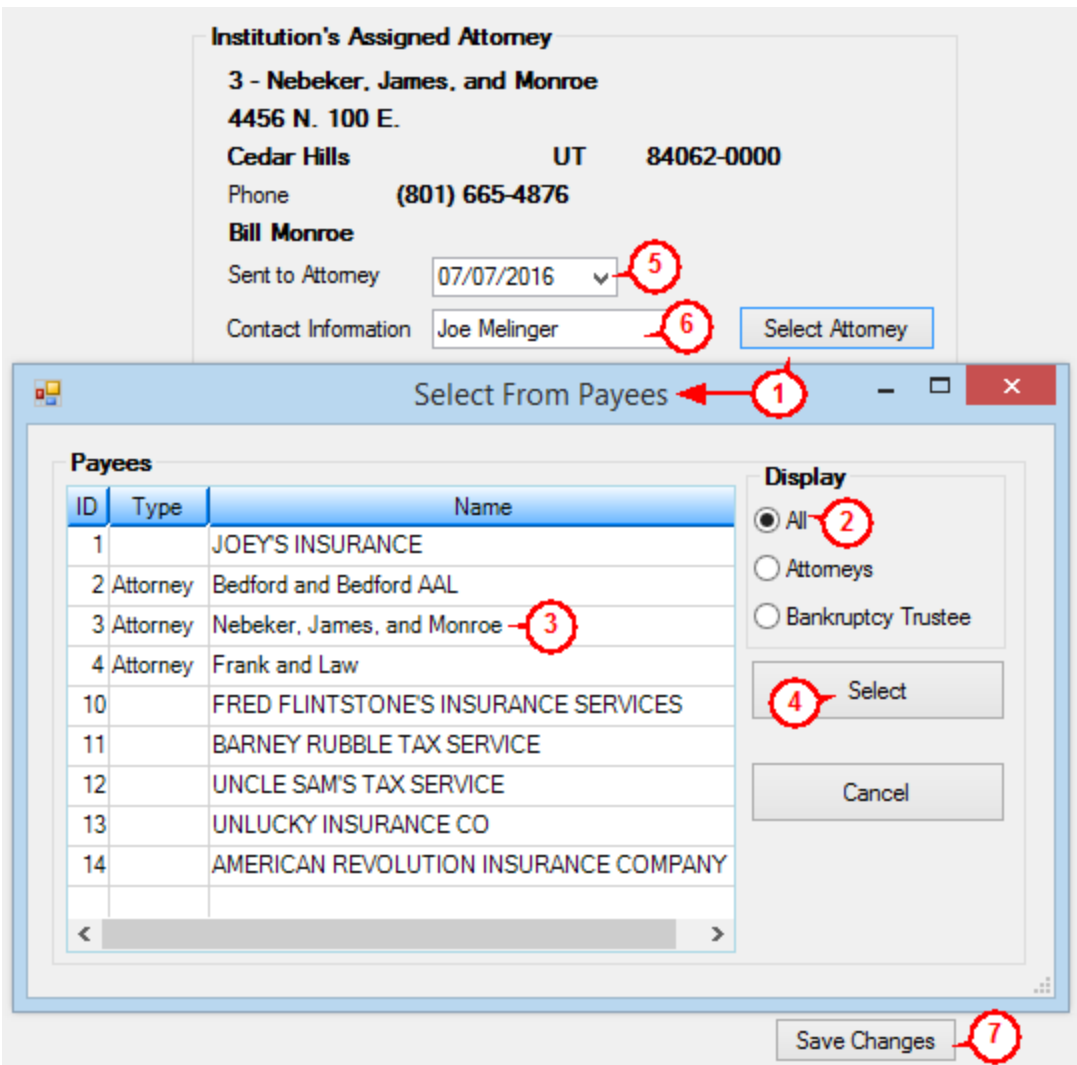 Institution's Assigned Attorney
3 - Nebeker, James, and Monroe
4456 N. 100 E.
Cedar Hills UT 84062-0000
Phone (801) 665-4876
Bill Monroe
Sent to Attorney 07/07/2016 5
Contact Information Joe Melinger 6 Select Attorney
Select From Payees 1
Payees
Display
ID Type Name
All 2
1 JOEY'S INSURANCE
2 Attorney Bedford and Bedford AAL
Attorneys
3 Attorney Nebeker, James, and Monroe 3
Bankruptcy Trustee
4 Attorney Frank and Law
4 Select
10 FRED FLINTSTONE'S INSURANCE SERVICES
11 BARNEY RUBBLE TAX SERVICE
12 UNCLE SAM'S TAX SERVICE
Cancel
13 UNLUCKY INSURANCE CO
14 AMERICAN REVOLUTION INSURANCE COMPANY
Save Changes 7